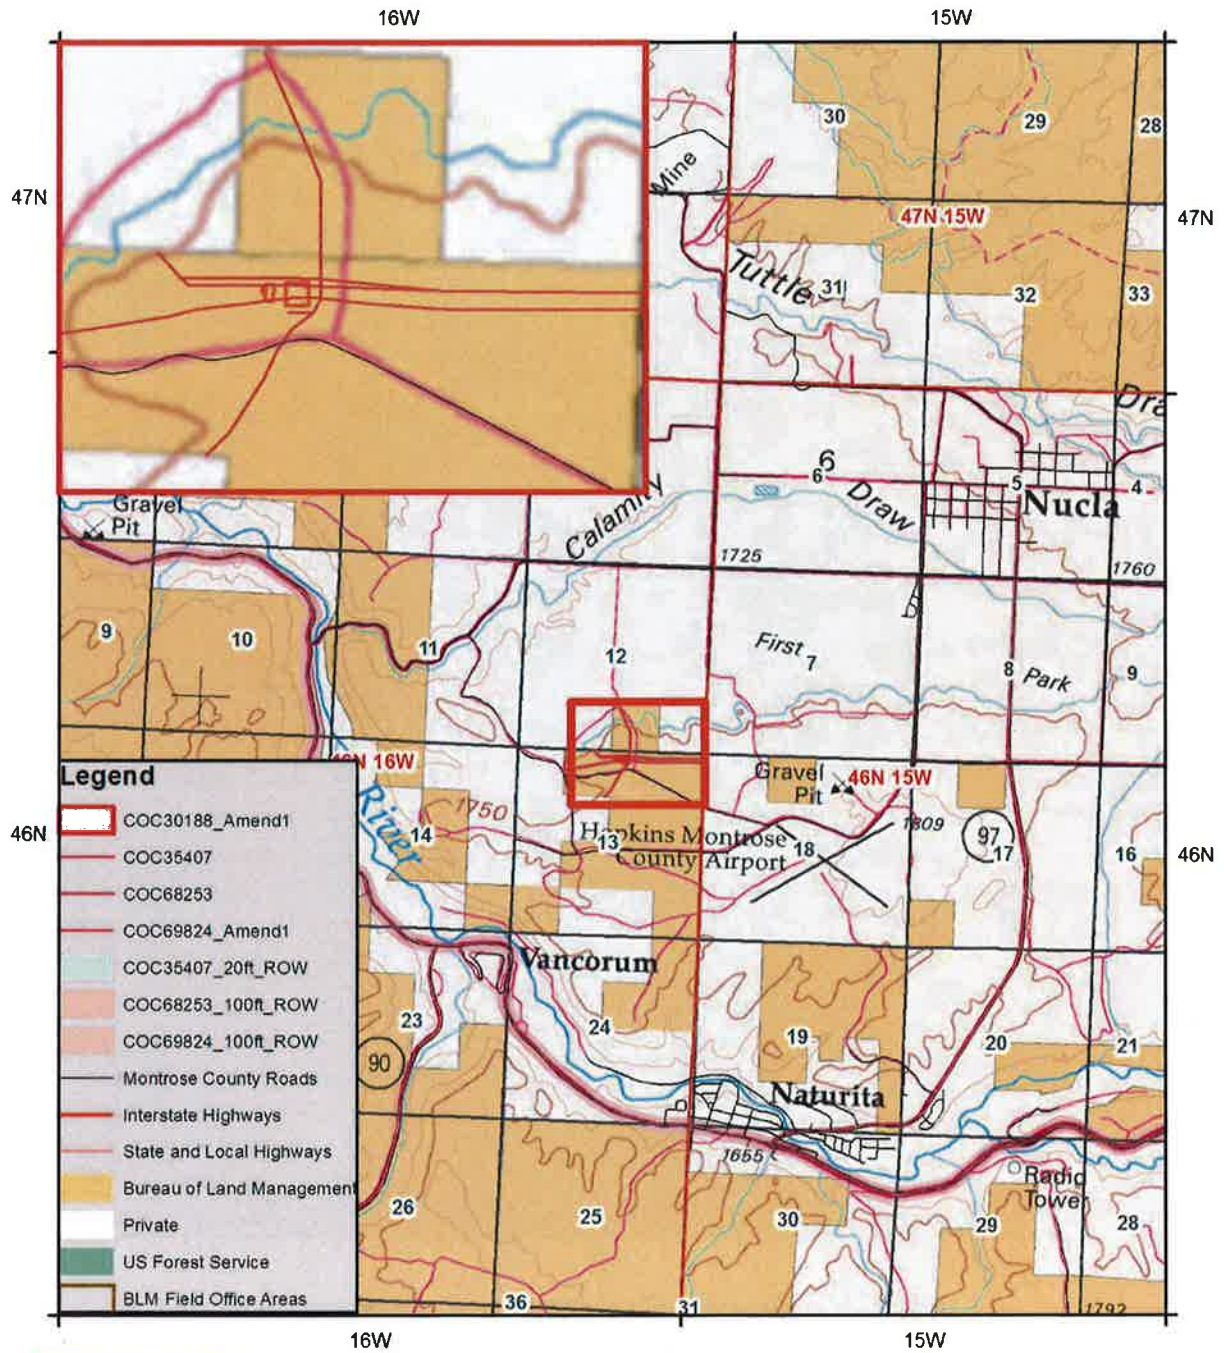 16W
15W
47N
47N
46N
46N
30
29
28
Mine
47N 15W
Tuttle
31
32
33
Dra
6
6
5
4
Draw
Nucla
Gravel
Pit
Calamity
1725
1760
9
10
11
12
First
7
8
Park
9
16W
River
1750
14
13
Hopkins Montrose
County Airport
Gravel
Pit
46N 15W
1809
18
97
17
16
Vancorum
23
24
19
20
21
90
Naturita
1655
Radio
Tower
26
25
30
29
28
36
31
1792
Legend
COC30188_Amend1
COC35407
COC68253
COC69824_Amend1
COC35407_20ft_ROW
COC68253_100ft_ROW
COC69824_100ft_ROW
Montrose County Roads
Interstate Highways
State and Local Highways
Bureau of Land Management
Private
US Forest Service
BLM Field Office Areas
16W
15W